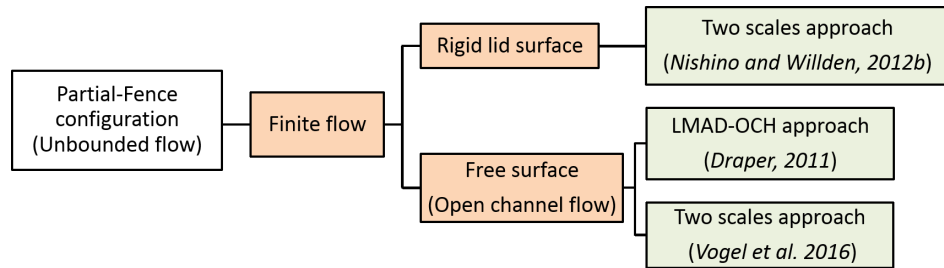 Partial-Fence
configuration
(Unbounded flow)
Finite flow
Rigid lid surface
Two scales approach
(Nishino and Willden, 2012b)
Free surface
(Open channel flow)
LMAD-OCH approach
(Draper, 2011)
Two scales approach
(Vogel et al. 2016)